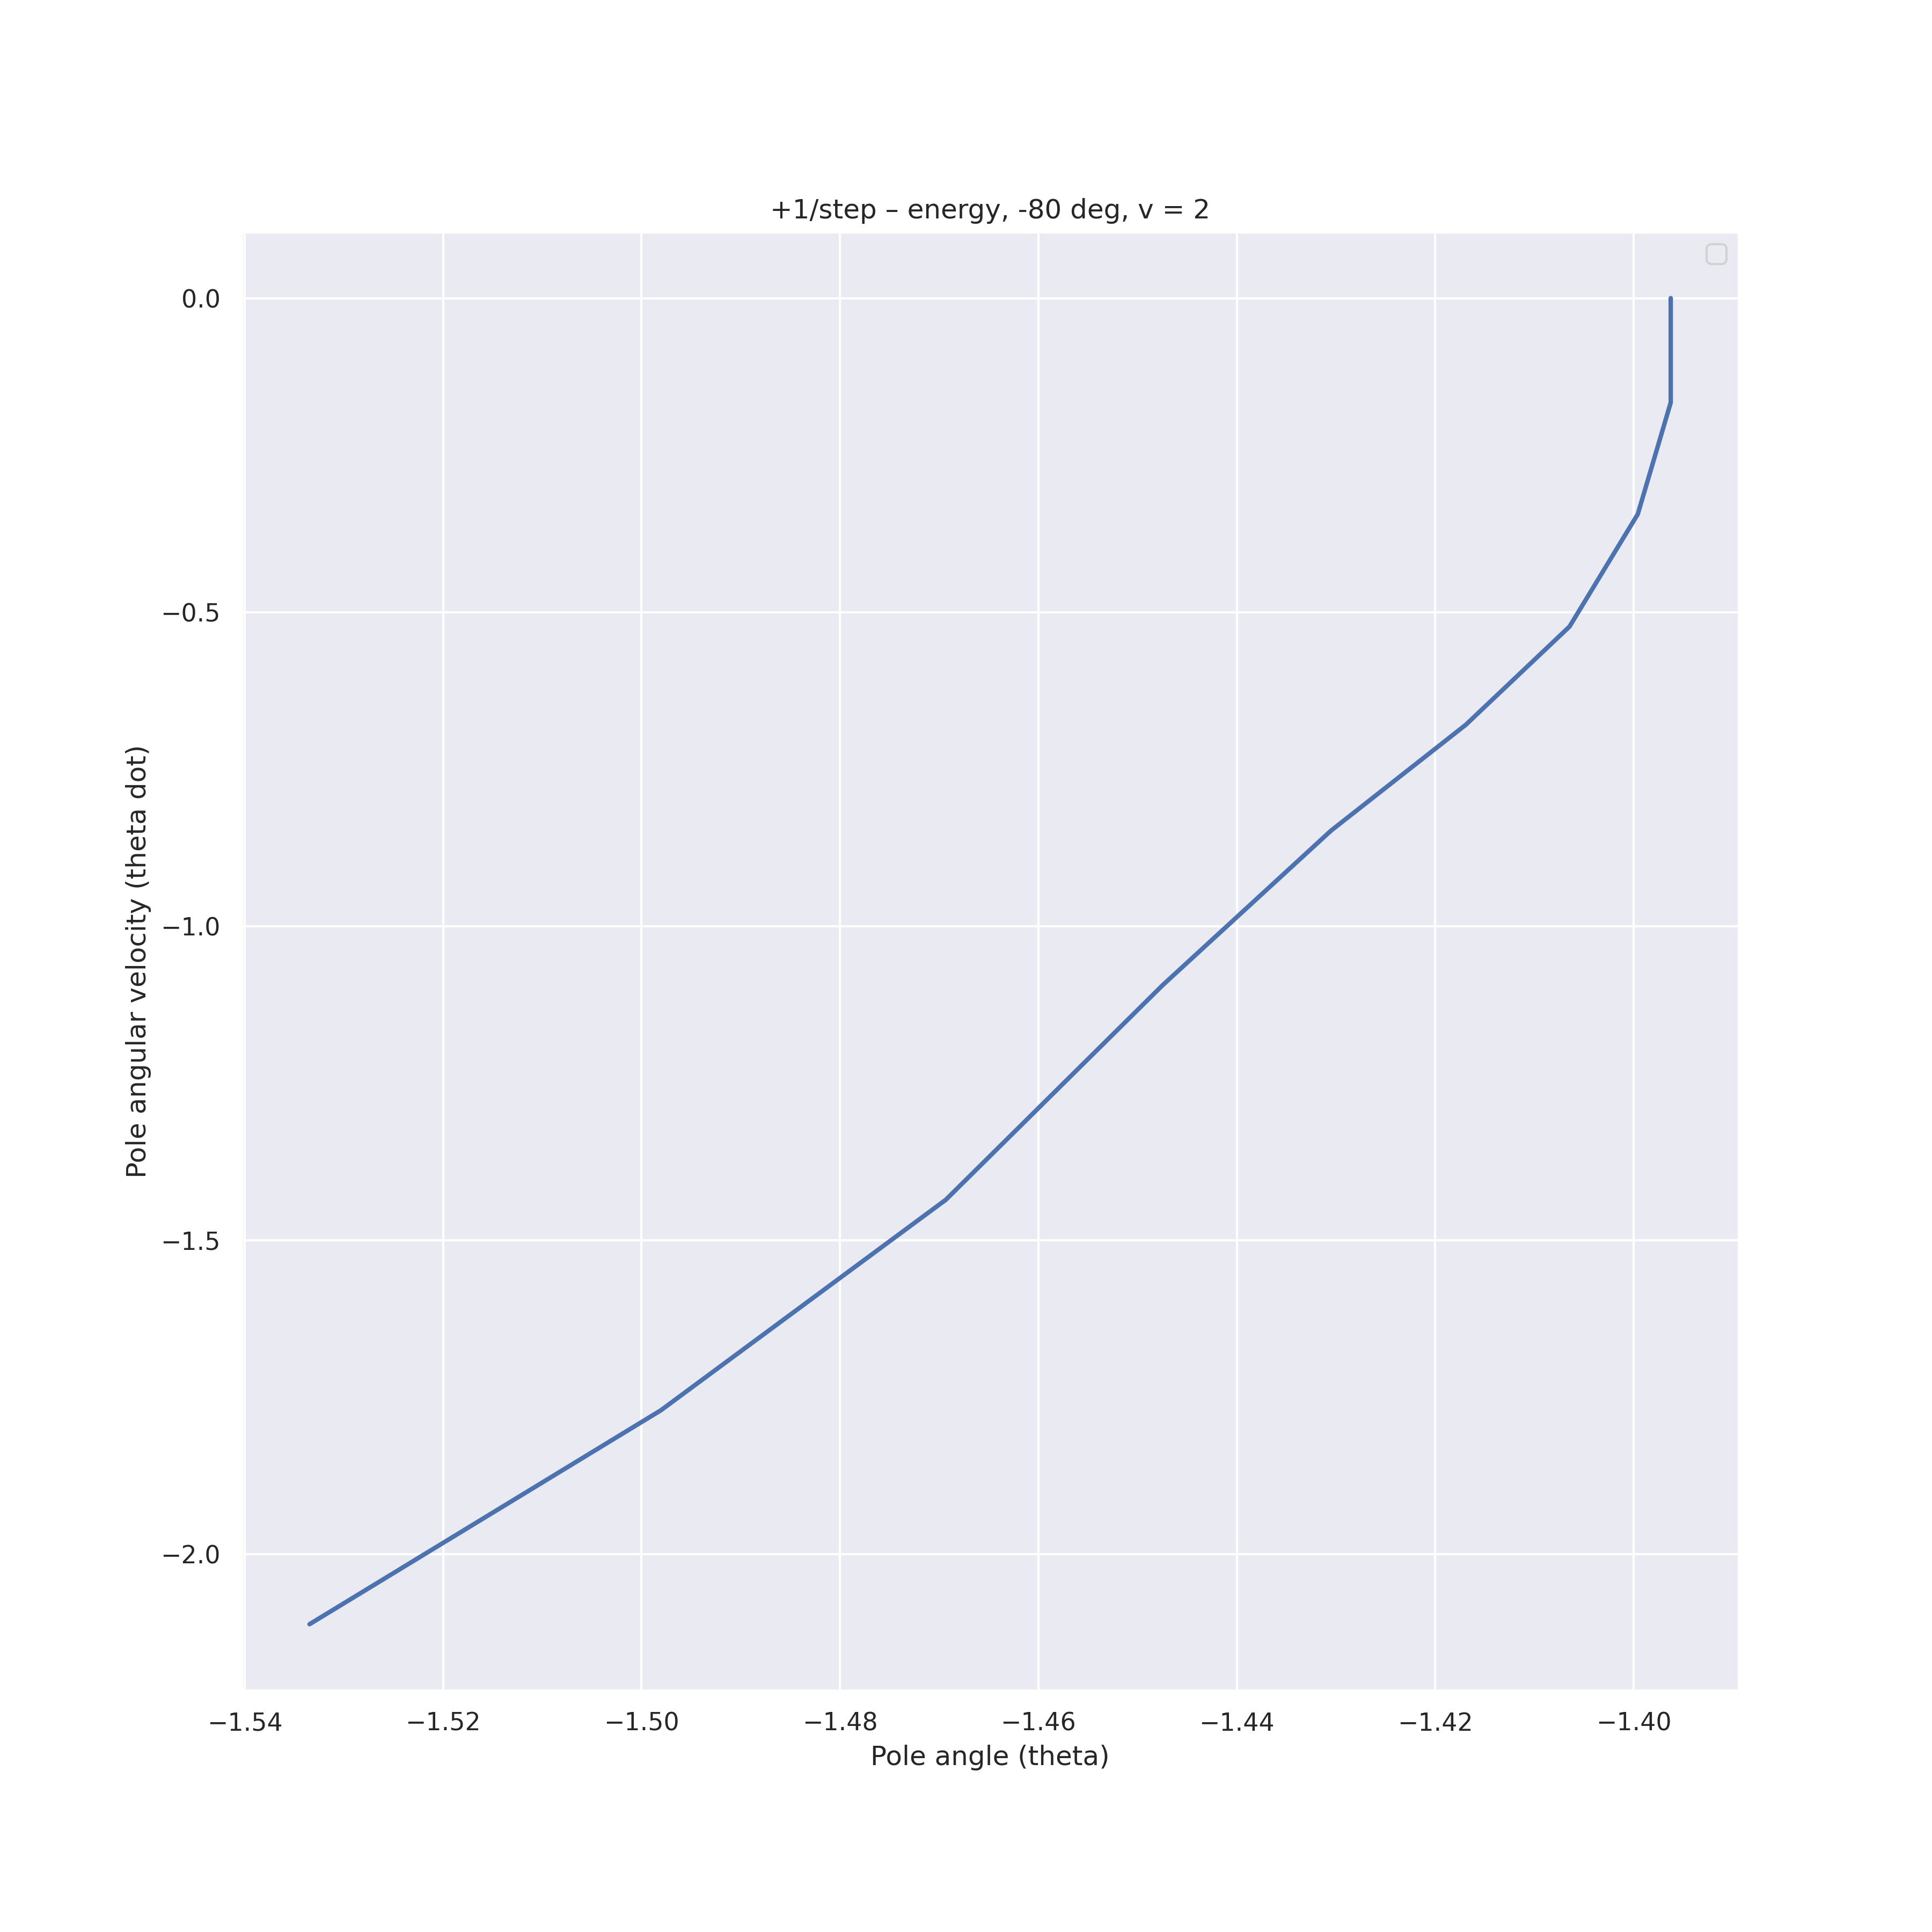 +1/step – energy, -80 deg, v = 2
0.0
−0.5
−1.0
−1.5
−2.0
Pole angular velocity (theta dot)
−1.54 −1.52 −1.50 −1.48 −1.46 −1.44 −1.42 −1.40
Pole angle (theta)